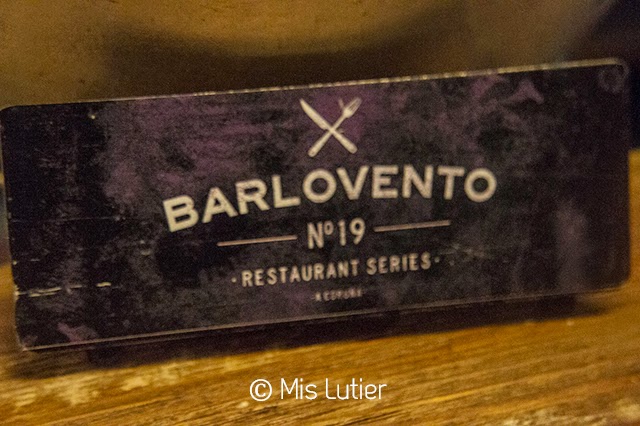 BARLOVENTO
Nº19
· RESTAURANT SERIES ·
© Mis Lutier